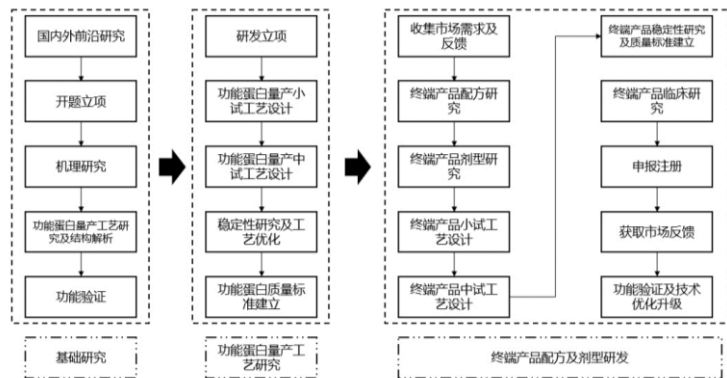 国内外前沿研究
开题立项
机理研究
功能蛋白量产工艺研
究及结构解析
功能验证
基础研究
研发立项
功能蛋白量产小
试工艺设计
功能蛋白量产中
试工艺设计
稳定性研究及工
艺优化
功能蛋白质量标
准建立
功能蛋白量产工
艺研究
收集市场需求及
反馈
终端产品配方研
究
终端产品剂型研
究
终端产品小试工
艺设计
终端产品中试工
艺设计
终端产品稳定性研究
及质量标准建立
终端产品临床研
究
申报注册
获取市场反馈
功能验证及技术
优化升级
终端产品配方及剂型研发